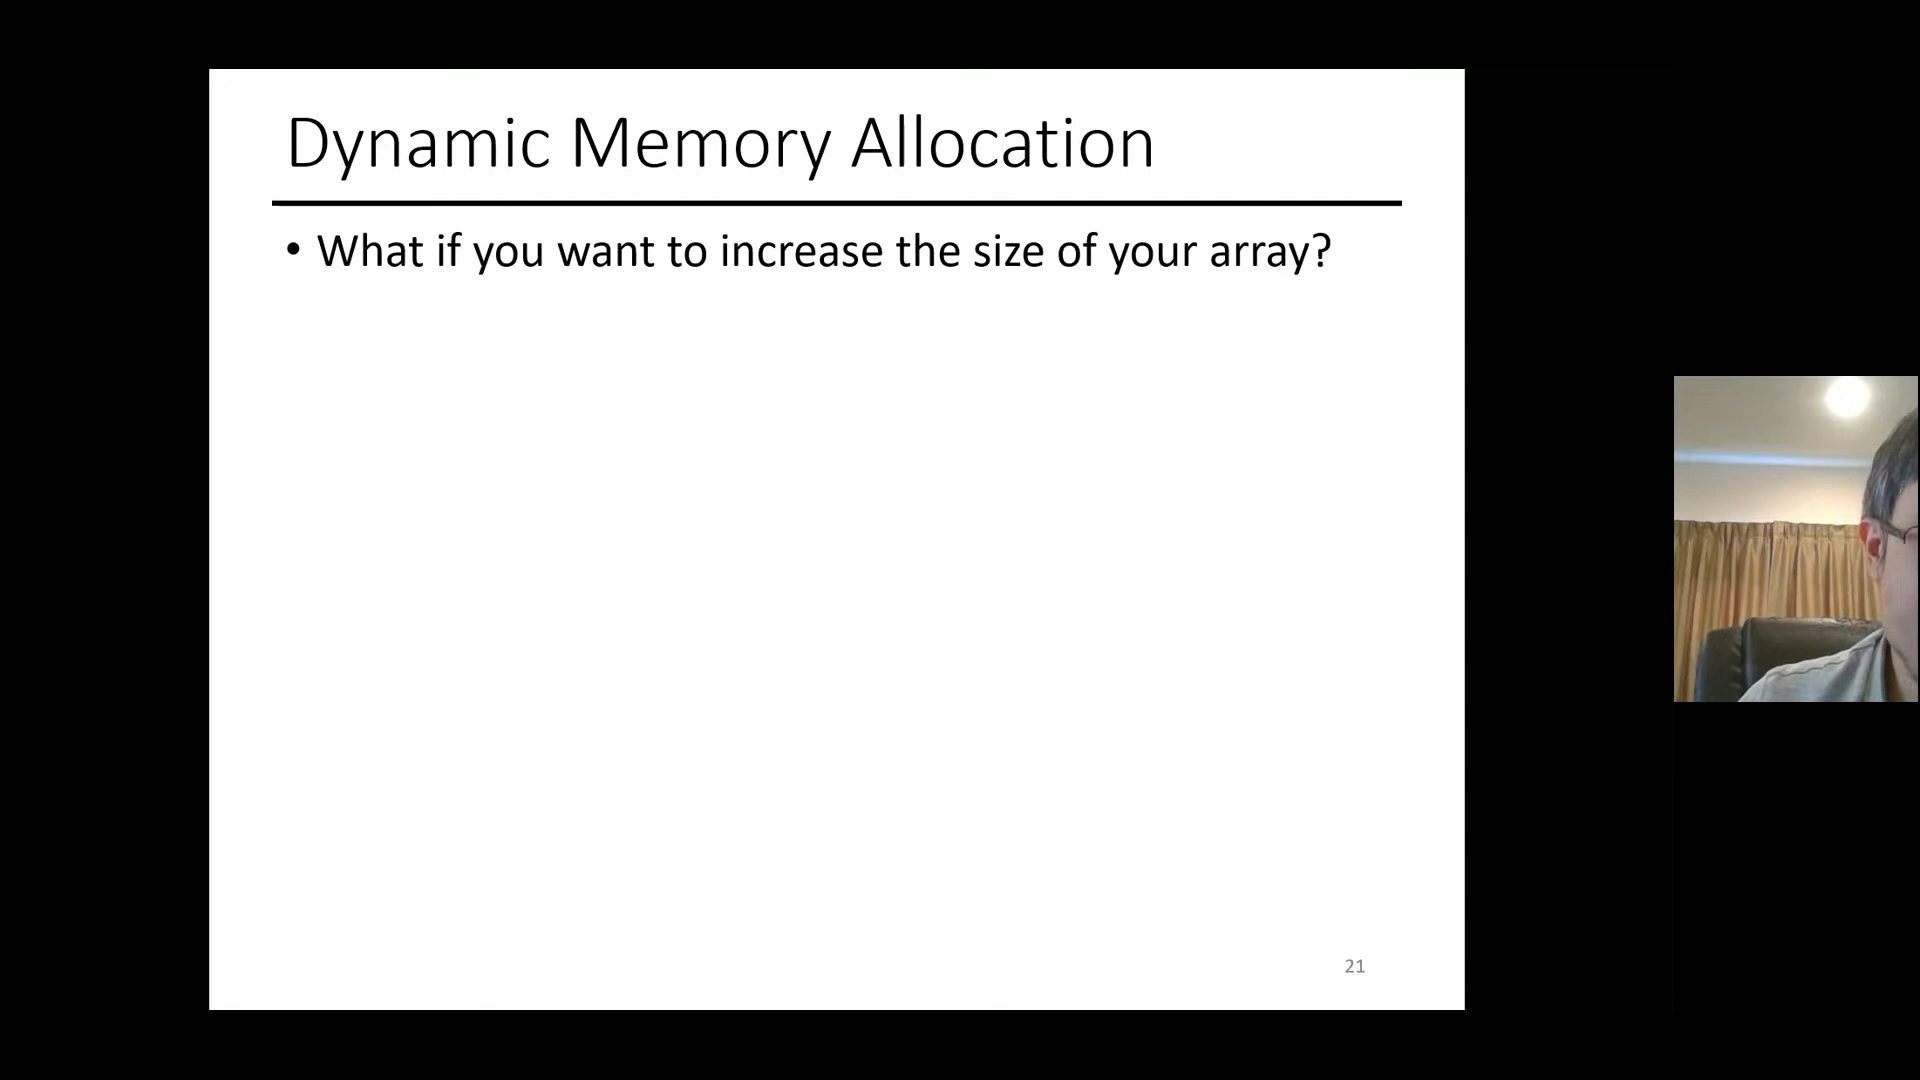 Dynamic Memory Allocation
• What if you want to increase the size of your array?
21